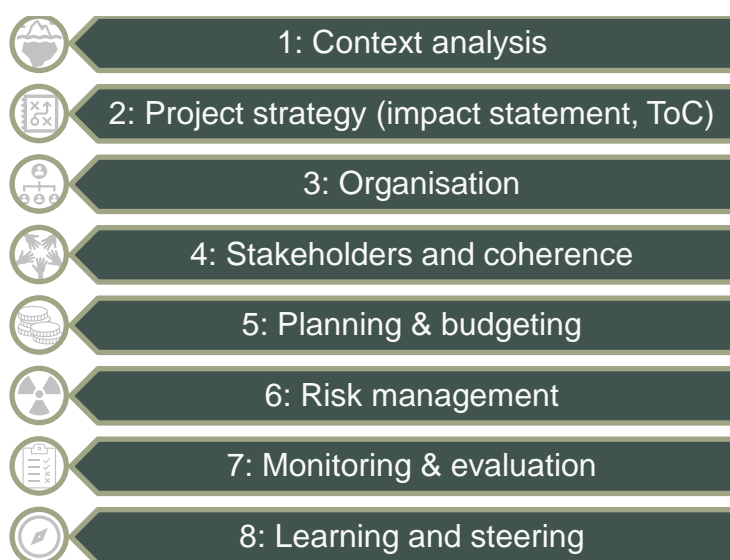 1: Context analysis
2: Project strategy (impact statement, ToC)
3: Organisation
4: Stakeholders and coherence
5: Planning & budgeting
6: Risk management
7: Monitoring & evaluation
8: Learning and steering